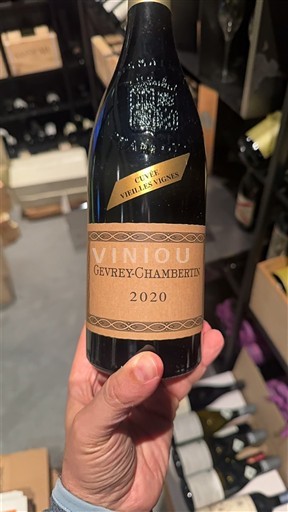 CUVÉE
VIEILLES VIGNES
VINIOU
GEVREY-CHAMBERTIN
2020